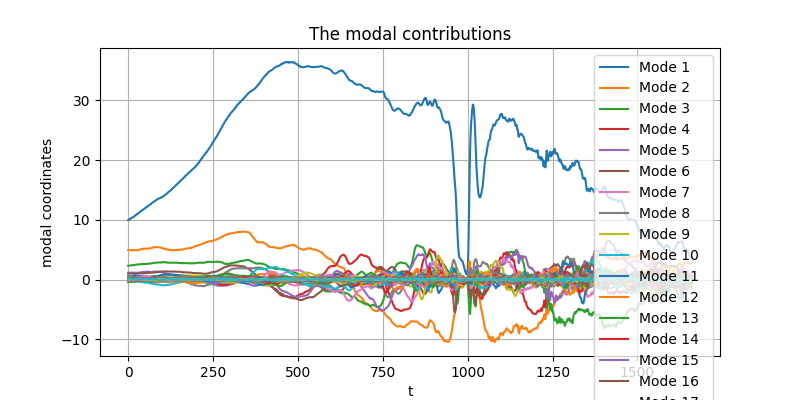 The modal contributions
modal coordinates
30
20
10
0
−10
0
250
500
750
1000
1250
1500
t
Mode 1
Mode 2
Mode 3
Mode 4
Mode 5
Mode 6
Mode 7
Mode 8
Mode 9
Mode 10
Mode 11
Mode 12
Mode 13
Mode 14
Mode 15
Mode 16
Mode 17